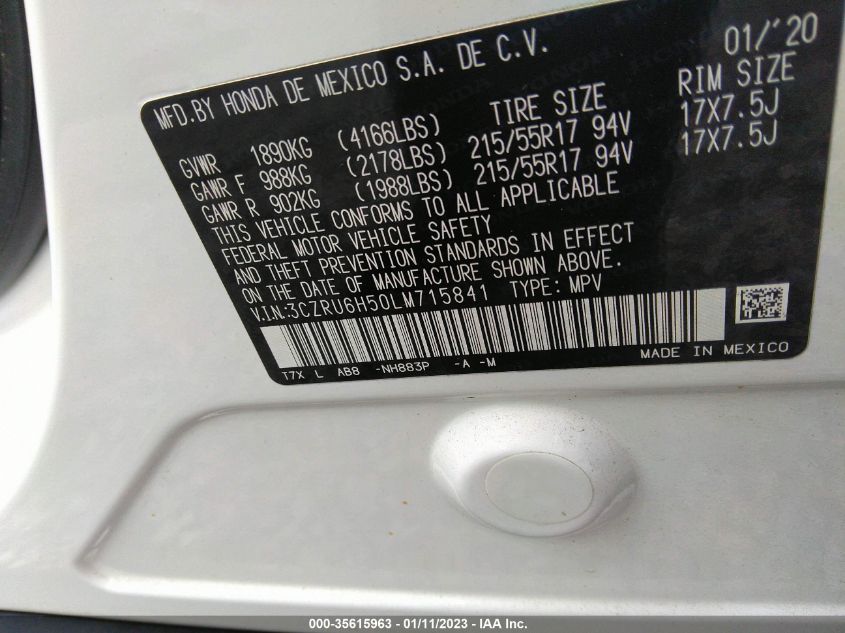 MFD.BY HONDA DE MEXICO S.A. DE C.V. 01/'20
TIRE SIZE RIM SIZE
GVWR 1890KG (4166LBS)
GAWR F 988KG (2178LBS) 215/55R17 94V 17X7.5J
GAWR R 902KG (1988LBS) 215/55R17 94V 17X7.5J
THIS VEHICLE CONFORMS TO ALL APPLICABLE
FEDERAL MOTOR VEHICLE SAFETY
AND THEFT PREVENTION STANDARDS IN EFFECT
ON THE DATE OF MANUFACTURE SHOWN ABOVE.
V.I.N:3CZRU6H50LM715841 TYPE: MPV
T7X L AB8 -NH883P -A -M MADE IN MEXICO
000-35615963 - 01/11/2023 - IAA Inc.